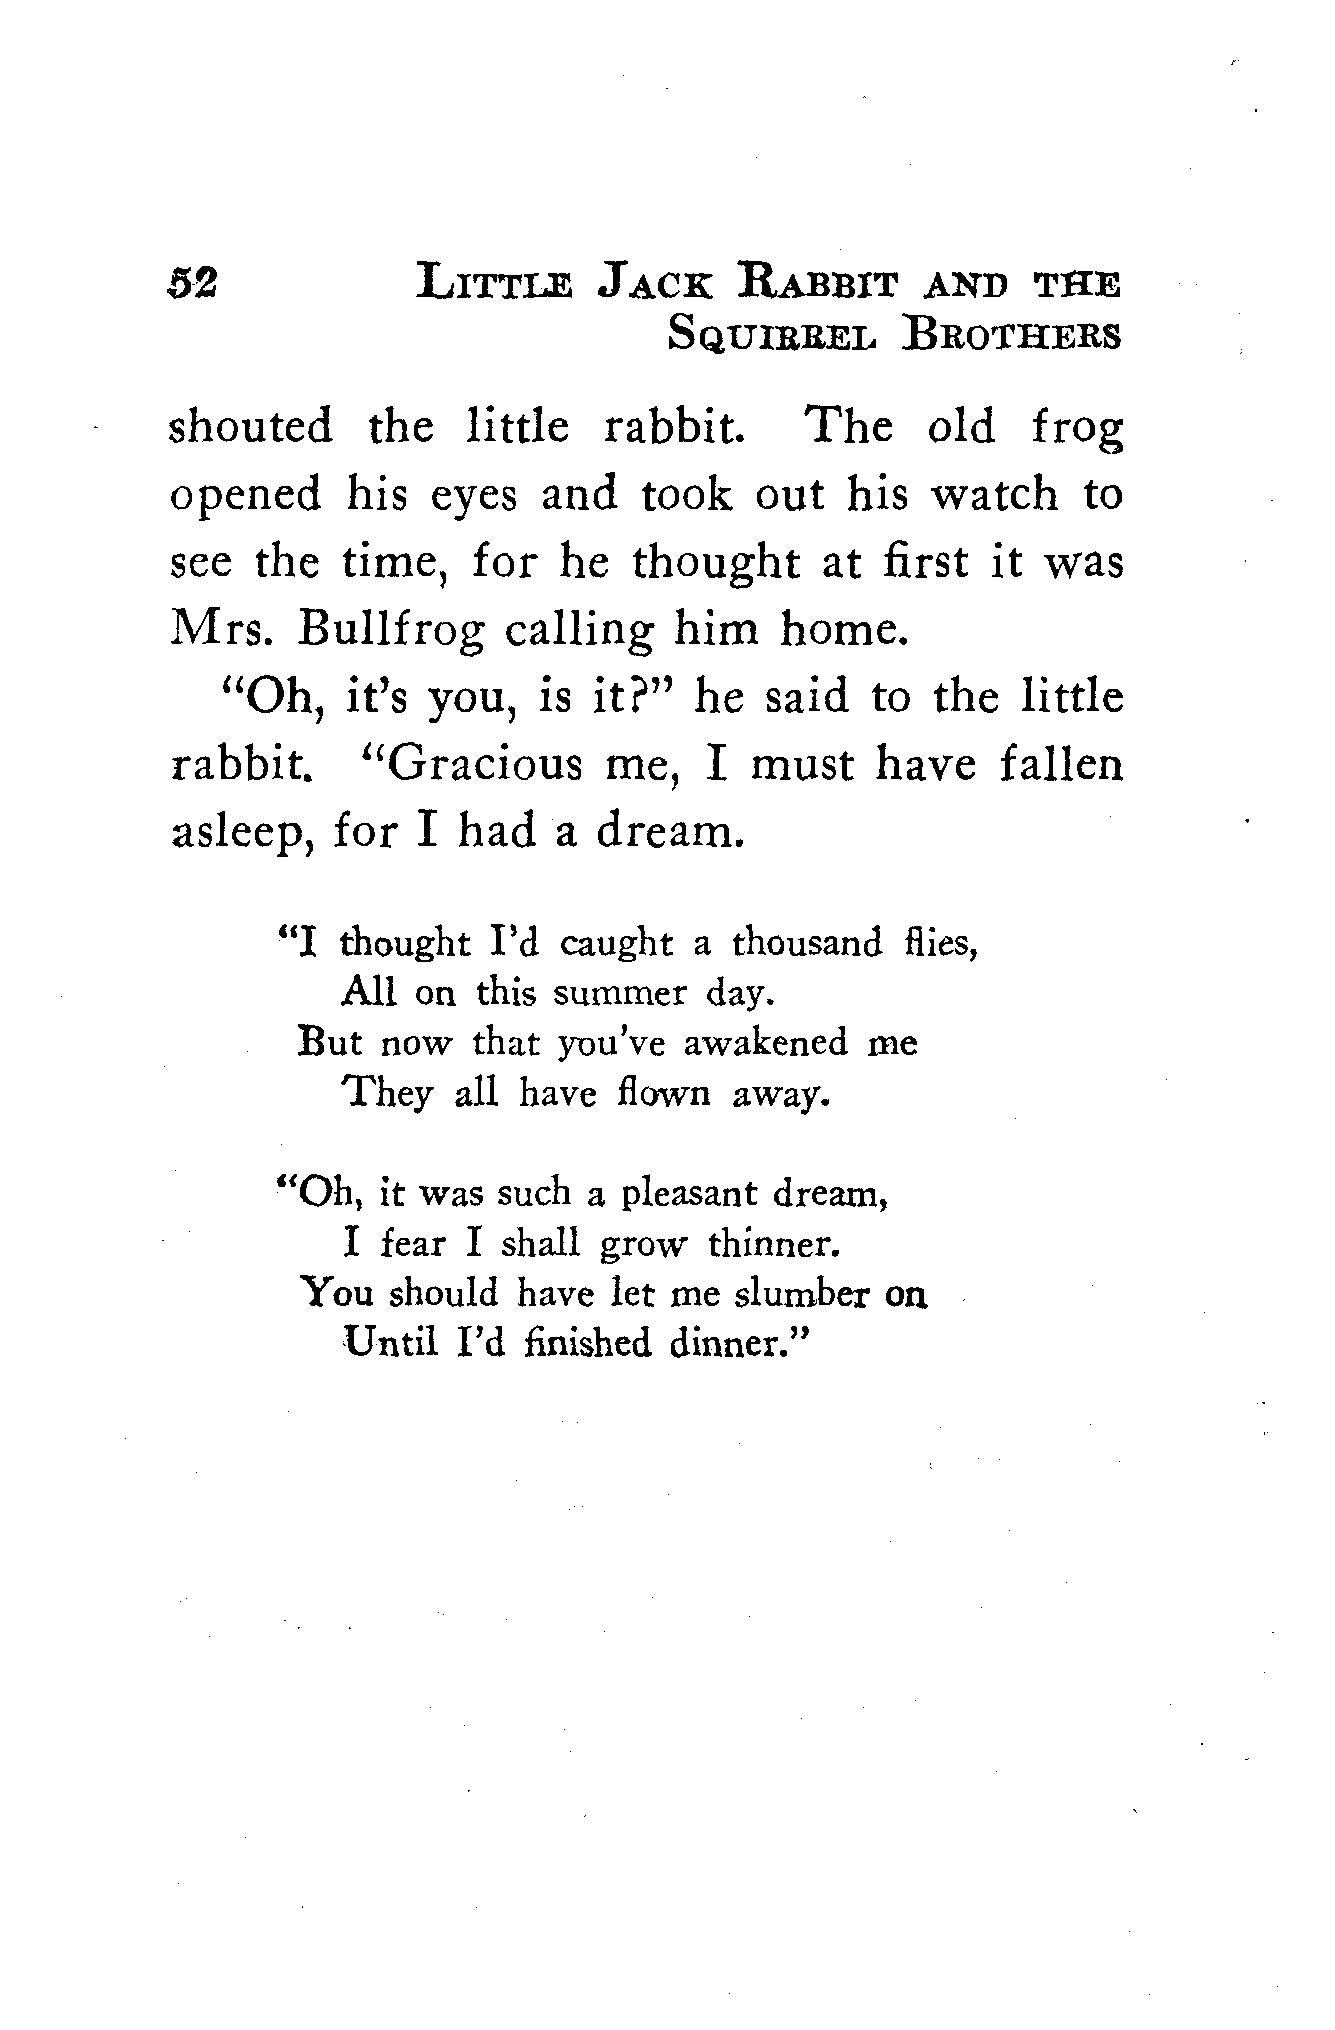 52 LITTLE JACK RABBIT AND THE
SQUIRREL BROTHERS
shouted the little rabbit. The old frog
opened his eyes and took out his watch to
see the time, for he thought at first it was
Mrs. Bullfrog calling him home.
"Oh, it's you, is it?" he said to the little
rabbit. "Gracious me, I must have fallen
asleep, for I had a dream.
"I thought I'd caught a thousand flies,
All on this summer day.
But now that you've awakened me
They all have flown away.
"Oh, it was such a pleasant dream,
I fear I shall grow thinner.
You should have let me slumber on
Until I'd finished dinner."